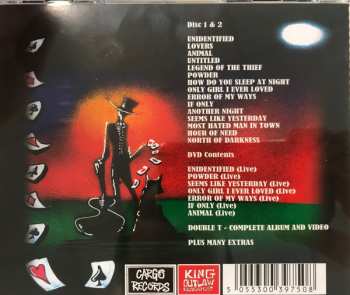 Disc 1 & 2
UNIDENTIFIED
LOVERS
ANIMAL
UNTITLED
LEGEND OF THE THIEF
POWDER
HOW DO YOU SLEEP AT NIGHT
ONLY GIRL I EVER LOVED
ERROR OF MY WAYS
IF ONLY
ANOTHER NIGHT
SEEMS LIKE YESTERDAY
MOST HATED MAN IN TOWN
HOUR OF NEED
NORTH OF DARKNESS
DVD Contents
UNIDENTIFIED (Live)
POWDER (Live)
SEEMS LIKE YESTERDAY (Live)
ONLY GIRL I EVER LOVED (Live)
ERROR OF MY WAYS (Live)
IF ONLY (Live)
ANIMAL (Live)
DOUBLE T - COMPLETE ALBUM AND VIDEO
PLUS MANY EXTRAS
CARGO
RECORDS
KING
OUTLAW
5 055300 397508